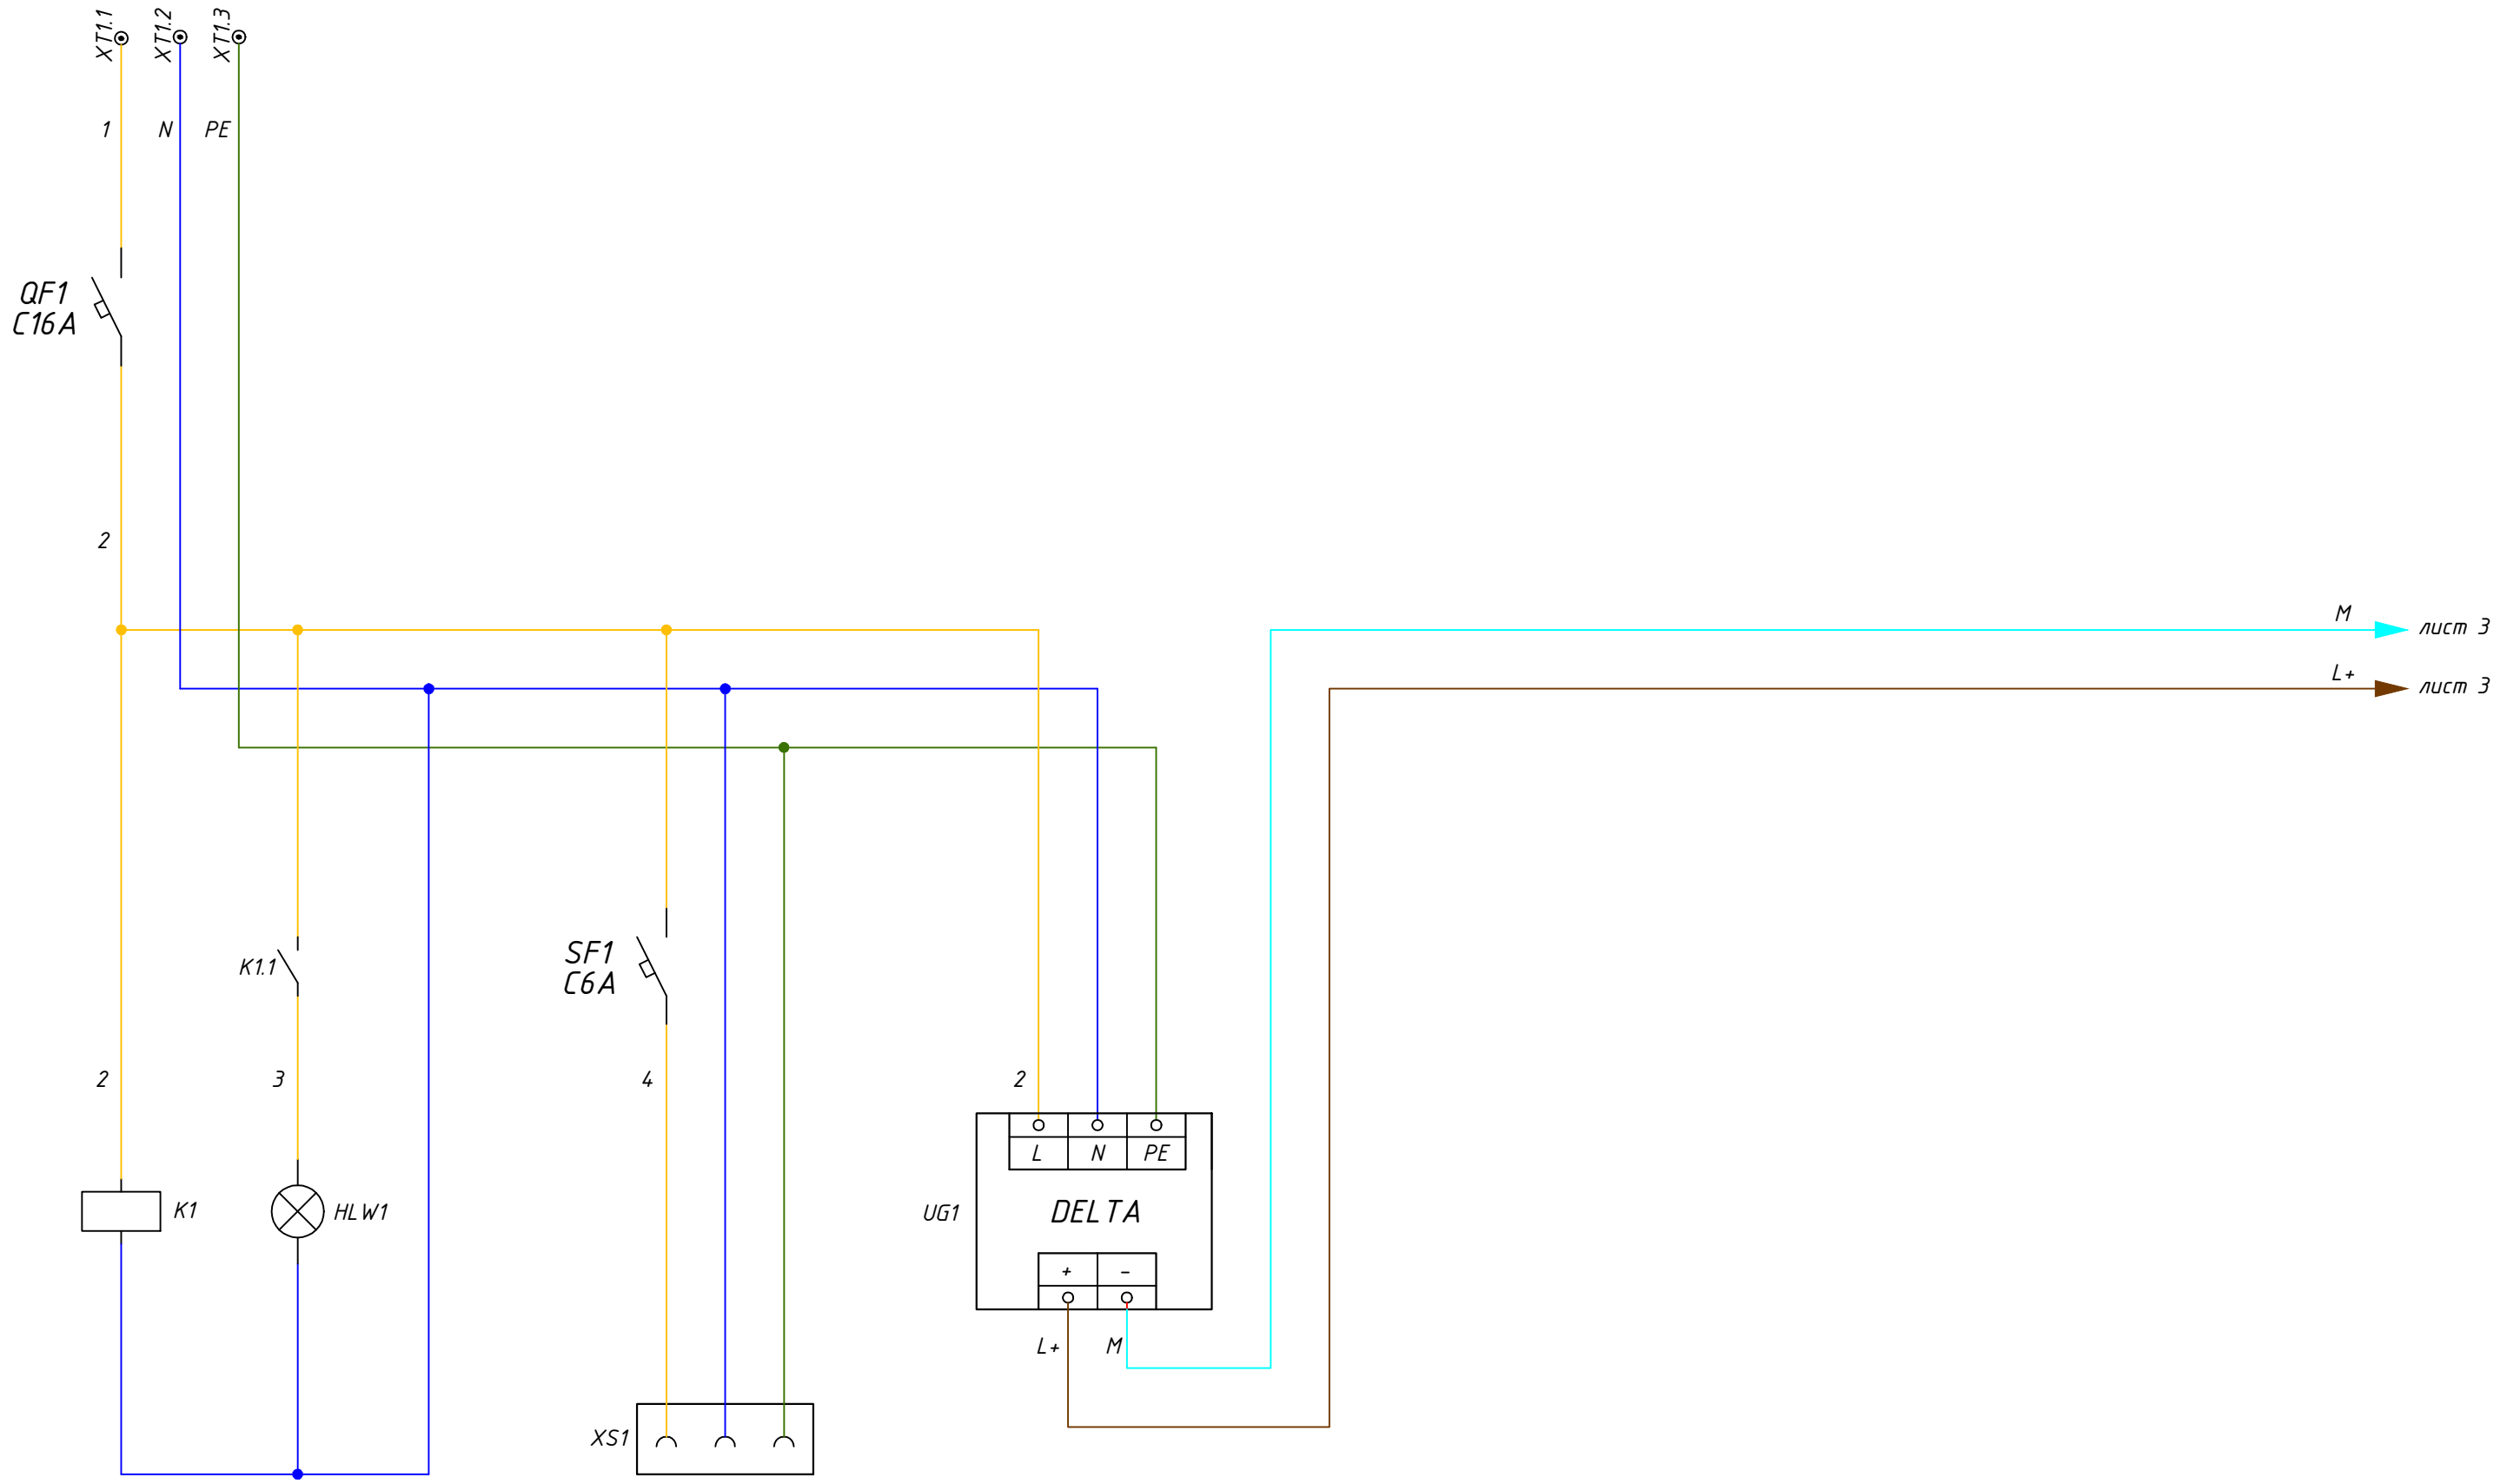 XT1.1
XT1.2
XT1.3
1
N
PE
QF1
C16A
2
M
лист 3
L+
лист 3
K1.1
SF1
C6A
2
3
4
2
L
N
PE
K1
HLW1
UG1
DELTA
+
-
L+
M
XS1